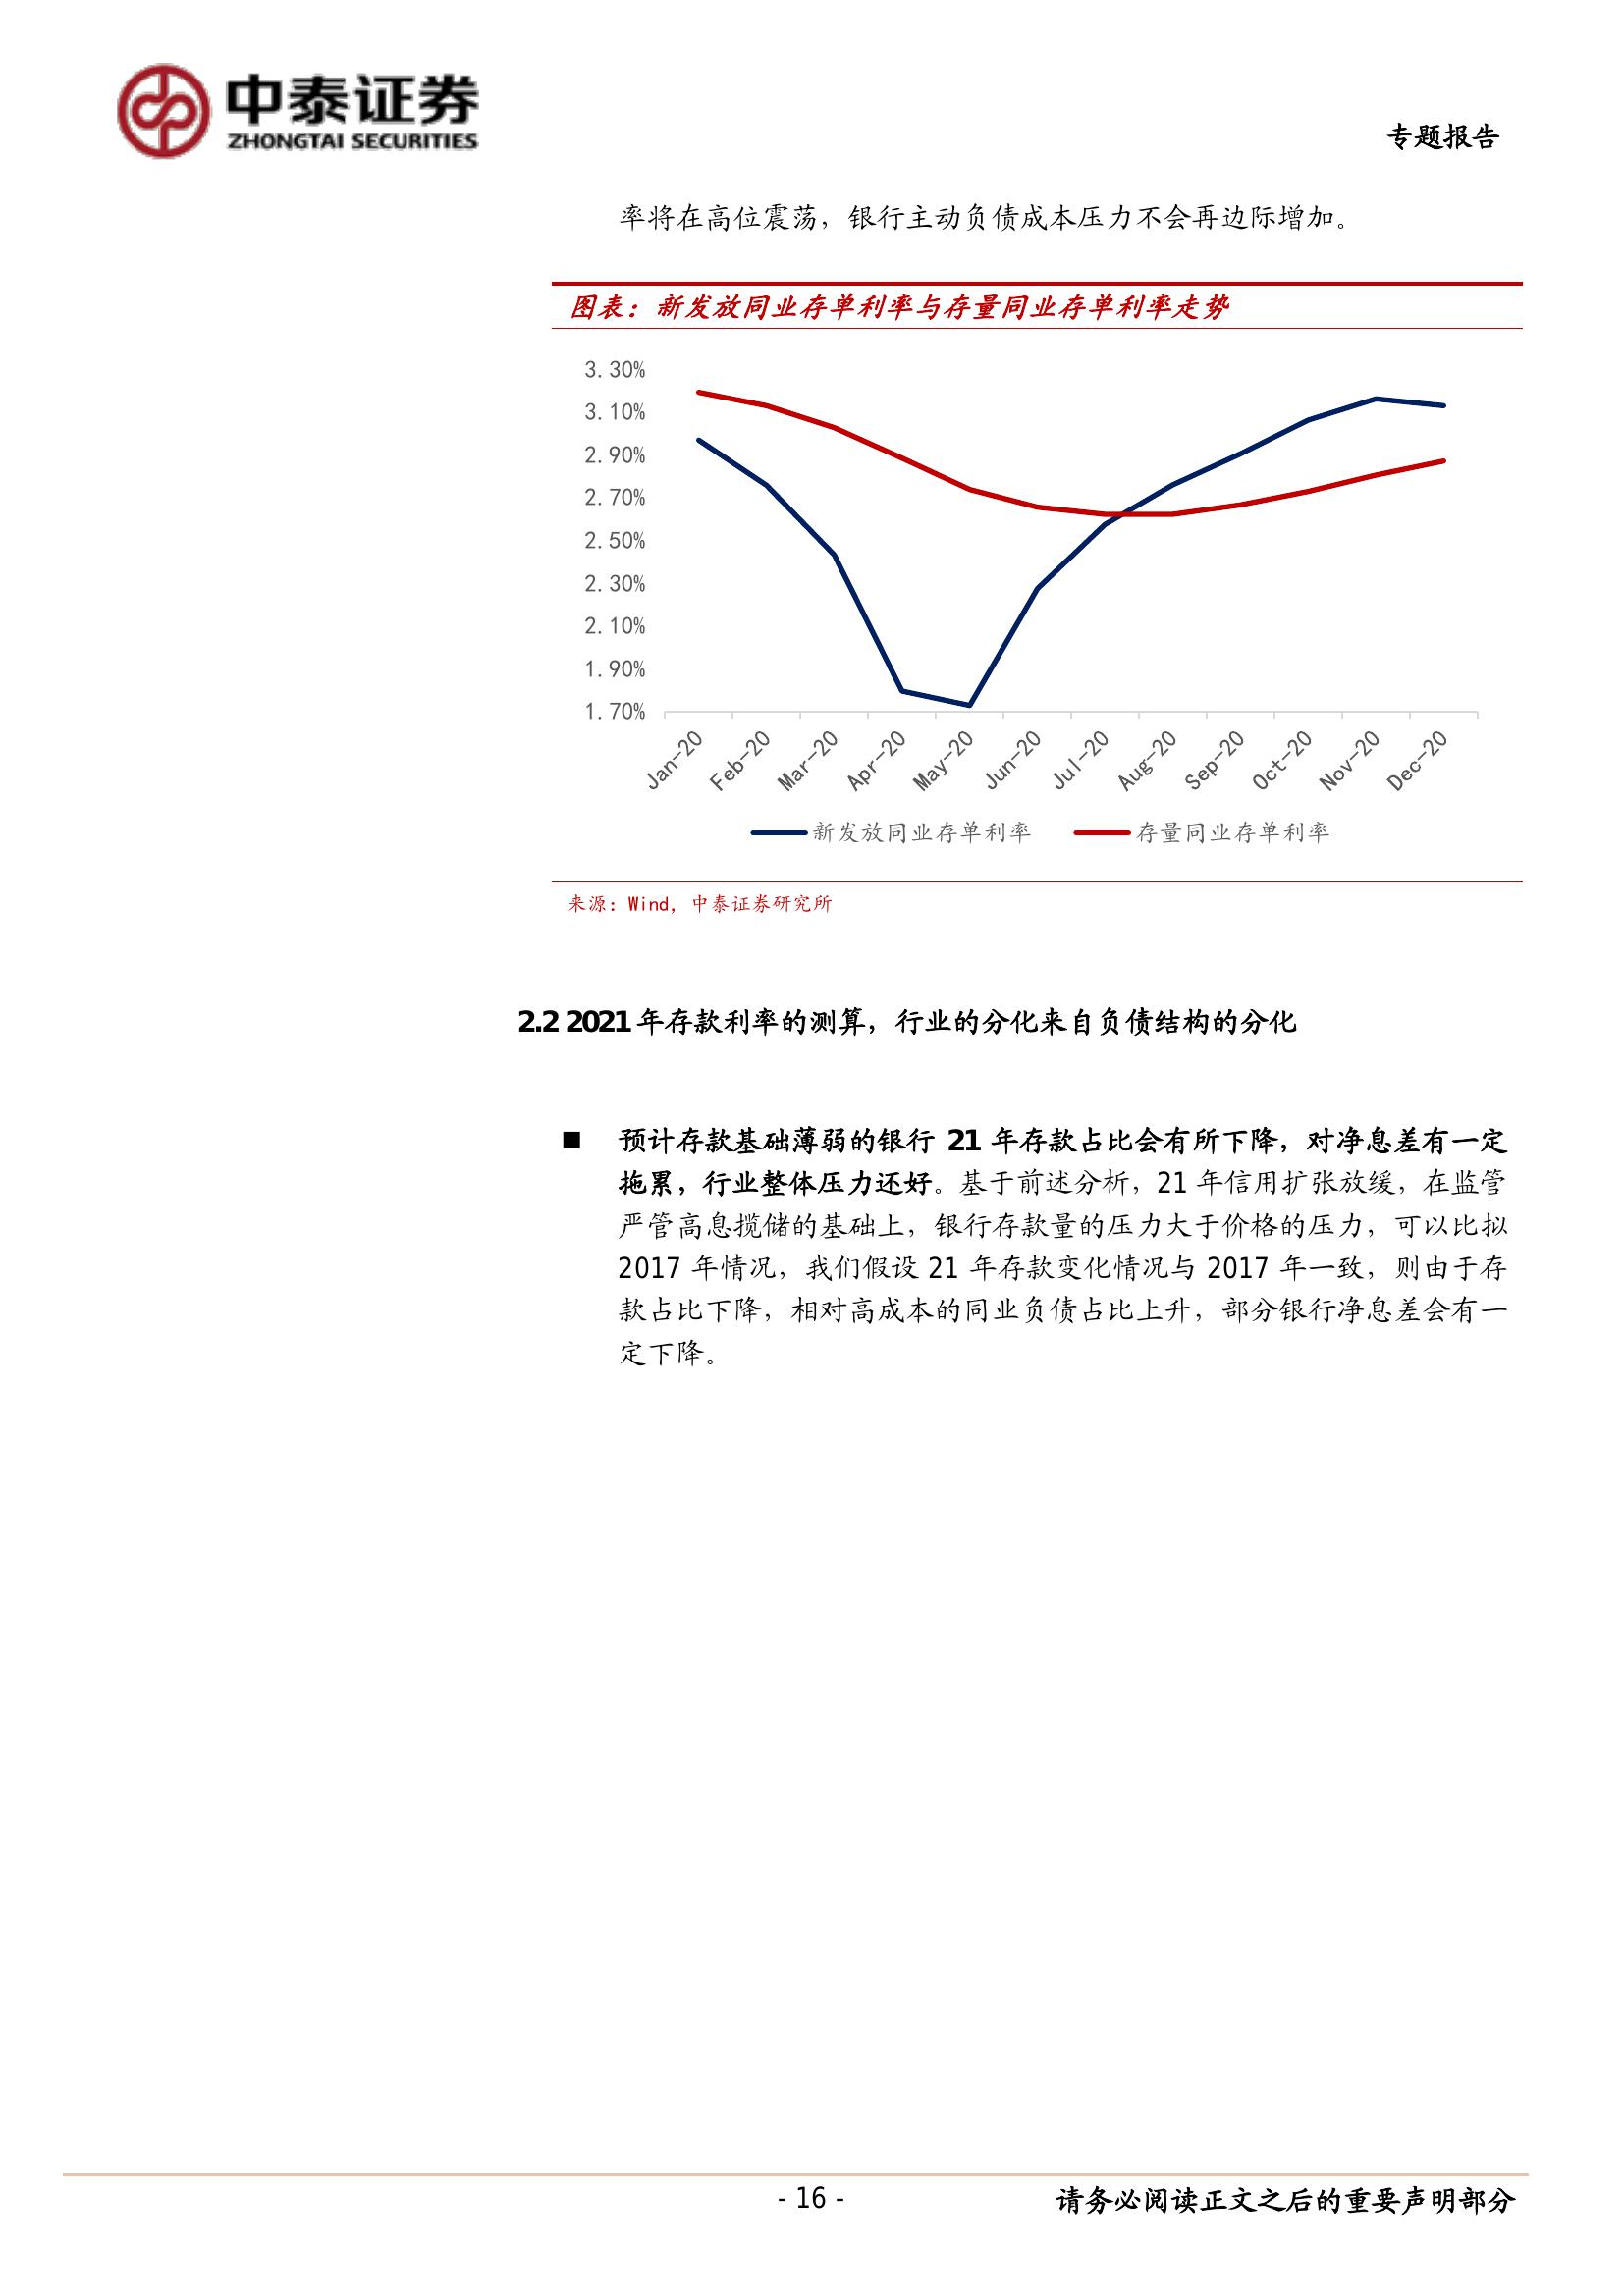 中泰证券
ZHONGTAI SECURITIES
专题报告
率将在高位震荡，银行主动负债成本压力不会再边际增加。
图表：新发放同业存单利率与存量同业存单利率走势
3.30%
3.10%
2.90%
2.70%
2.50%
2.30%
2.10%
1.90%
1.70%
Jan-20 Feb-20 Mar-20 Apr-20 May-20 Jun-20 Jul-20 Aug-20 Sep-20 Oct-20 Nov-20 Dec-20
新发放同业存单利率 存量同业存单利率
来源：Wind，中泰证券研究所
2.2 2021 年存款利率的测算，行业的分化来自负债结构的分化
■ 预计存款基础薄弱的银行 21 年存款占比会有所下降，对净息差有一定
拖累，行业整体压力还好。基于前述分析，21 年信用扩张放缓，在监管
严管高息揽储的基础上，银行存款量的压力大于价格的压力，可以比拟
2017 年情况，我们假设 21 年存款变化情况与 2017 年一致，则由于存
款占比下降，相对高成本的同业负债占比上升，部分银行净息差会有一
定下降。
- 16 -
请务必阅读正文之后的重要声明部分